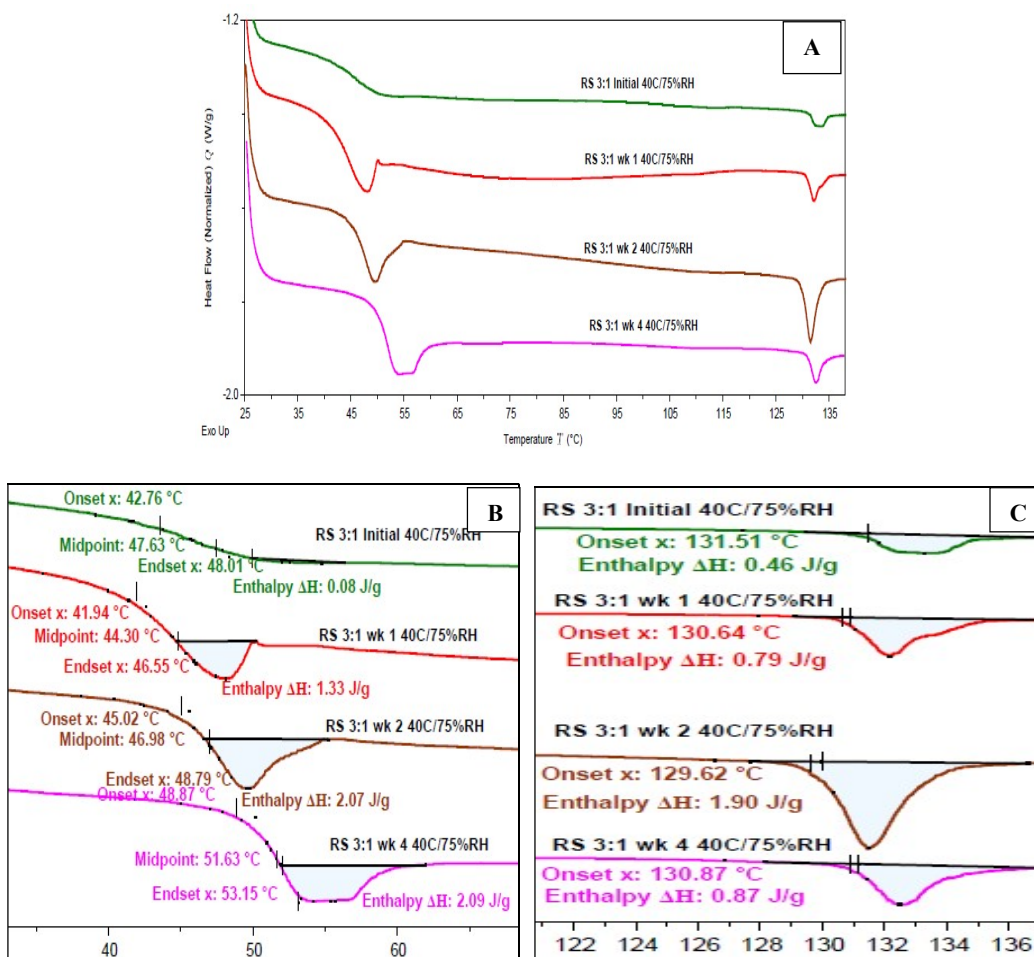 A
-1.2
RS 3:1 Initial 40C/75%RH
RS 3:1 wk 1 40C/75%RH
RS 3:1 wk 2 40C/75%RH
RS 3:1 wk 4 40C/75%RH
Heat Flow (Normalized) Q (W/g)
-2.0
25 35 45 55 65 75 85 95 105 115 125 135
Exo Up
Temperature T (°C)
B
Onset x: 42.76 °C
RS 3:1 Initial 40C/75%RH
Midpoint: 47.63 °C
Endset x: 48.01 °C
Enthalpy ΔH: 0.08 J/g
Onset x: 41.94 °C
RS 3:1 wk 1 40C/75%RH
Midpoint: 44.30 °C
Endset x: 46.55 °C
Enthalpy ΔH: 1.33 J/g
Onset x: 45.02 °C
RS 3:1 wk 2 40C/75%RH
Midpoint: 46.98 °C
Endset x: 48.79 °C
Enthalpy ΔH: 2.07 J/g
Onset x: 48.87 °C
RS 3:1 wk 4 40C/75%RH
Midpoint: 51.63 °C
Endset x: 53.15 °C
Enthalpy ΔH: 2.09 J/g
40 50 60
C
RS 3:1 Initial 40C/75%RH
Onset x: 131.51 °C
Enthalpy ΔH: 0.46 J/g
RS 3:1 wk 1 40C/75%RH
Onset x: 130.64 °C
Enthalpy ΔH: 0.79 J/g
RS 3:1 wk 2 40C/75%RH
Onset x: 129.62 °C
Enthalpy ΔH: 1.90 J/g
RS 3:1 wk 4 40C/75%RH
Onset x: 130.87 °C
Enthalpy ΔH: 0.87 J/g
122 124 126 128 130 132 134 136